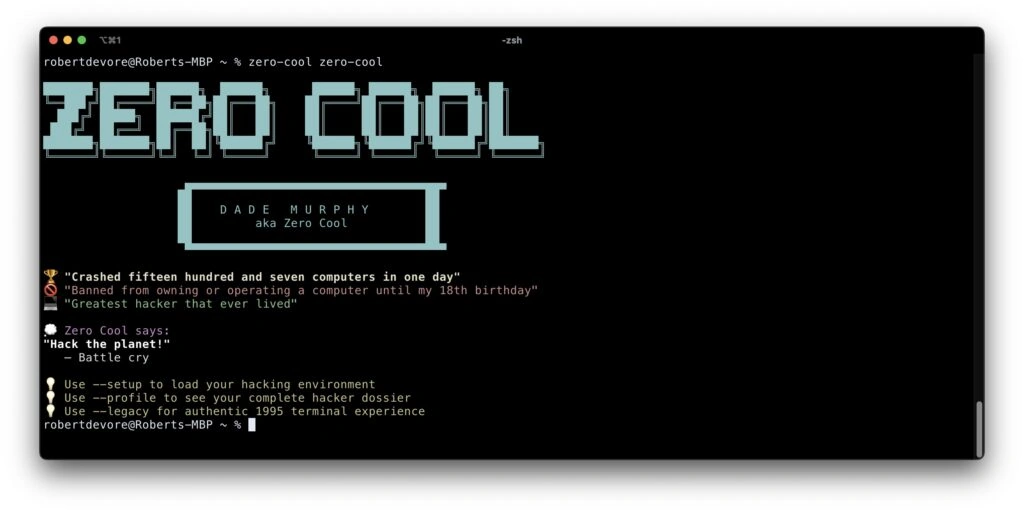 ⌥⌘1
-zsh
robertdevore@Roberts-MBP ~ % zero-cool zero-cool
ZERO COOL
D A D E   M U R P H Y
aka Zero Cool
🏆 "Crashed fifteen hundred and seven computers in one day"
🚫 "Banned from owning or operating a computer until my 18th birthday"
💻 "Greatest hacker that ever lived"
💭 Zero Cool says:
"Hack the planet!"
— Battle cry
💡 Use --setup to load your hacking environment
💡 Use --profile to see your complete hacker dossier
💡 Use --legacy for authentic 1995 terminal experience
robertdevore@Roberts-MBP ~ %